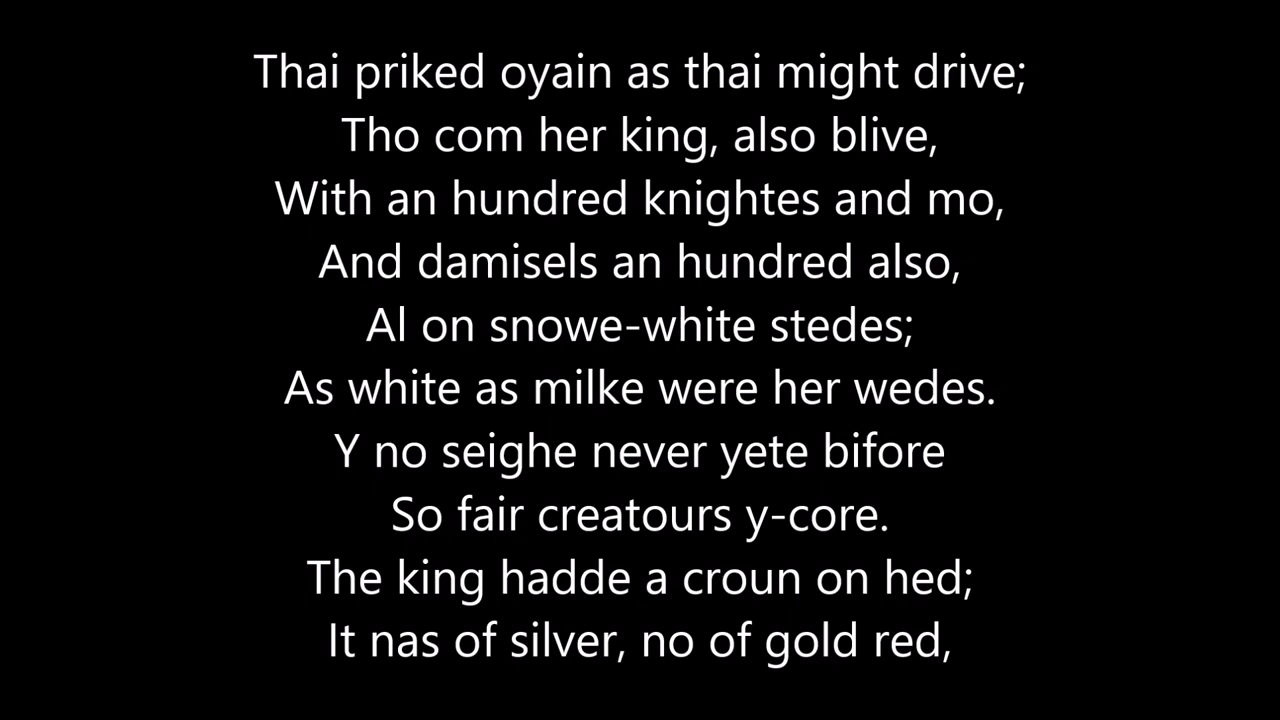 Thai priked oyain as thai might drive;
Tho com her king, also blive,
With an hundred knightes and mo,
And damisels an hundred also,
Al on snowe-white stedes;
As white as milke were her wedes.
Y no seighe never yete bifore
So fair creatours y-core.
The king hadde a croun on hed;
It nas of silver, no of gold red,